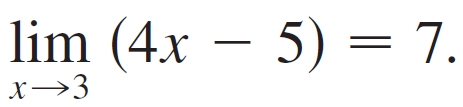 lim (4x − 5) = 7.
x→3